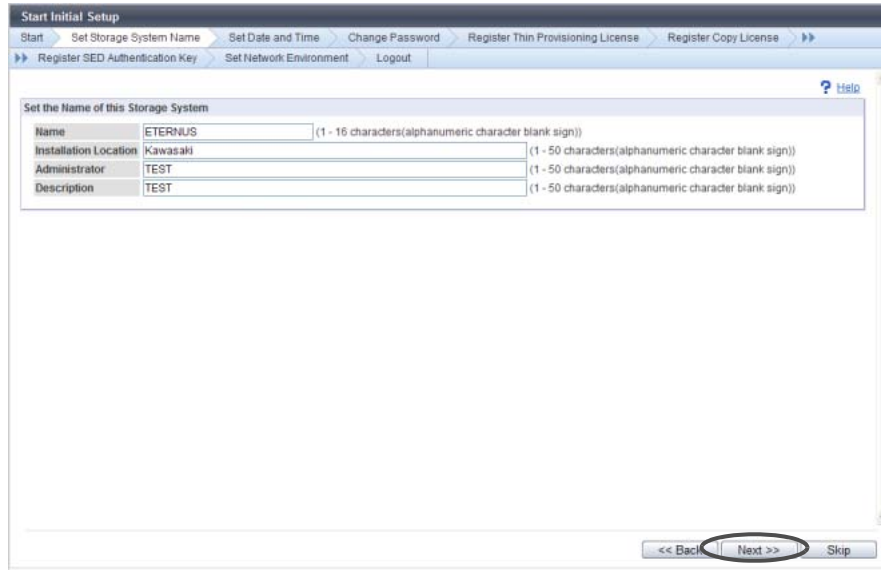 Start Initial Setup
Start Set Storage System Name Set Date and Time Change Password Register Thin Provisioning License Register Copy License
Register SED Authentication Key Set Network Environment Logout
? Help
Set the Name of this Storage System
Name ETERNUS (1 - 16 characters(alphanumeric character blank sign))
Installation Location Kawasaki (1 - 50 characters(alphanumeric character blank sign))
Administrator TEST (1 - 50 characters(alphanumeric character blank sign))
Description TEST (1 - 50 characters(alphanumeric character blank sign))
<< Back Next >> Skip